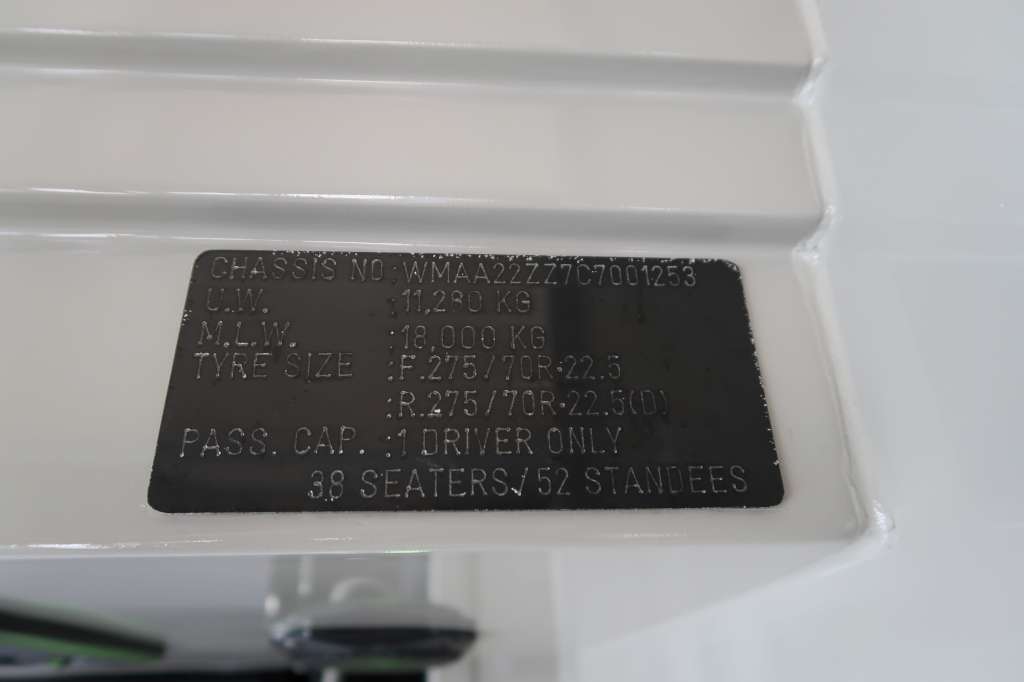 CHASSIS NO :WMAA22ZZ7C7001253
U.W. :11,280 KG
M.L.W. :18,000 KG
TYRE SIZE :F.275/70R·22.5
:R.275/70R·22.5(D)
PASS. CAP. :1 DRIVER ONLY
38 SEATERS/52 STANDEES